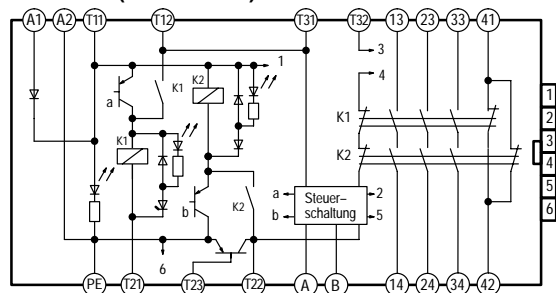 A1 A2 T11 T12 T31 T32 13 23 33 41
3
1
4
K1 K2
a
K1
K1
K2
a 2
Steuer-
schaltung
b 5
b
K2
6
1
2
3
4
5
6
PE T21 T23 T22 A B 14 24 34 42